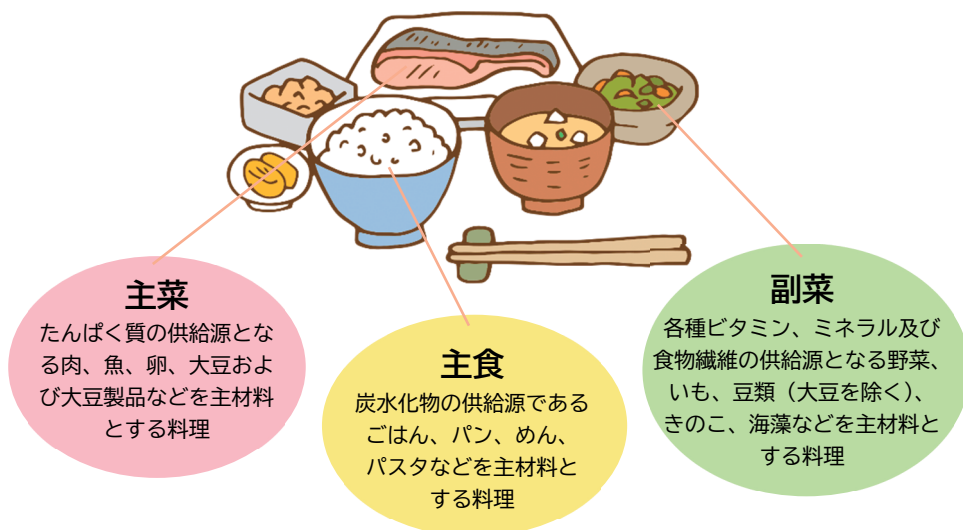 主菜
たんぱく質の供給源とな
る肉、魚、卵、大豆およ
び大豆製品などを主材料
とする料理
主食
炭水化物の供給源である
ごはん、パン、めん、
パスタなどを主材料と
する料理
副菜
各種ビタミン、ミネラル及び
食物繊維の供給源となる野菜、
いも、豆類（大豆を除く）、
きのこ、海藻などを主材料と
する料理